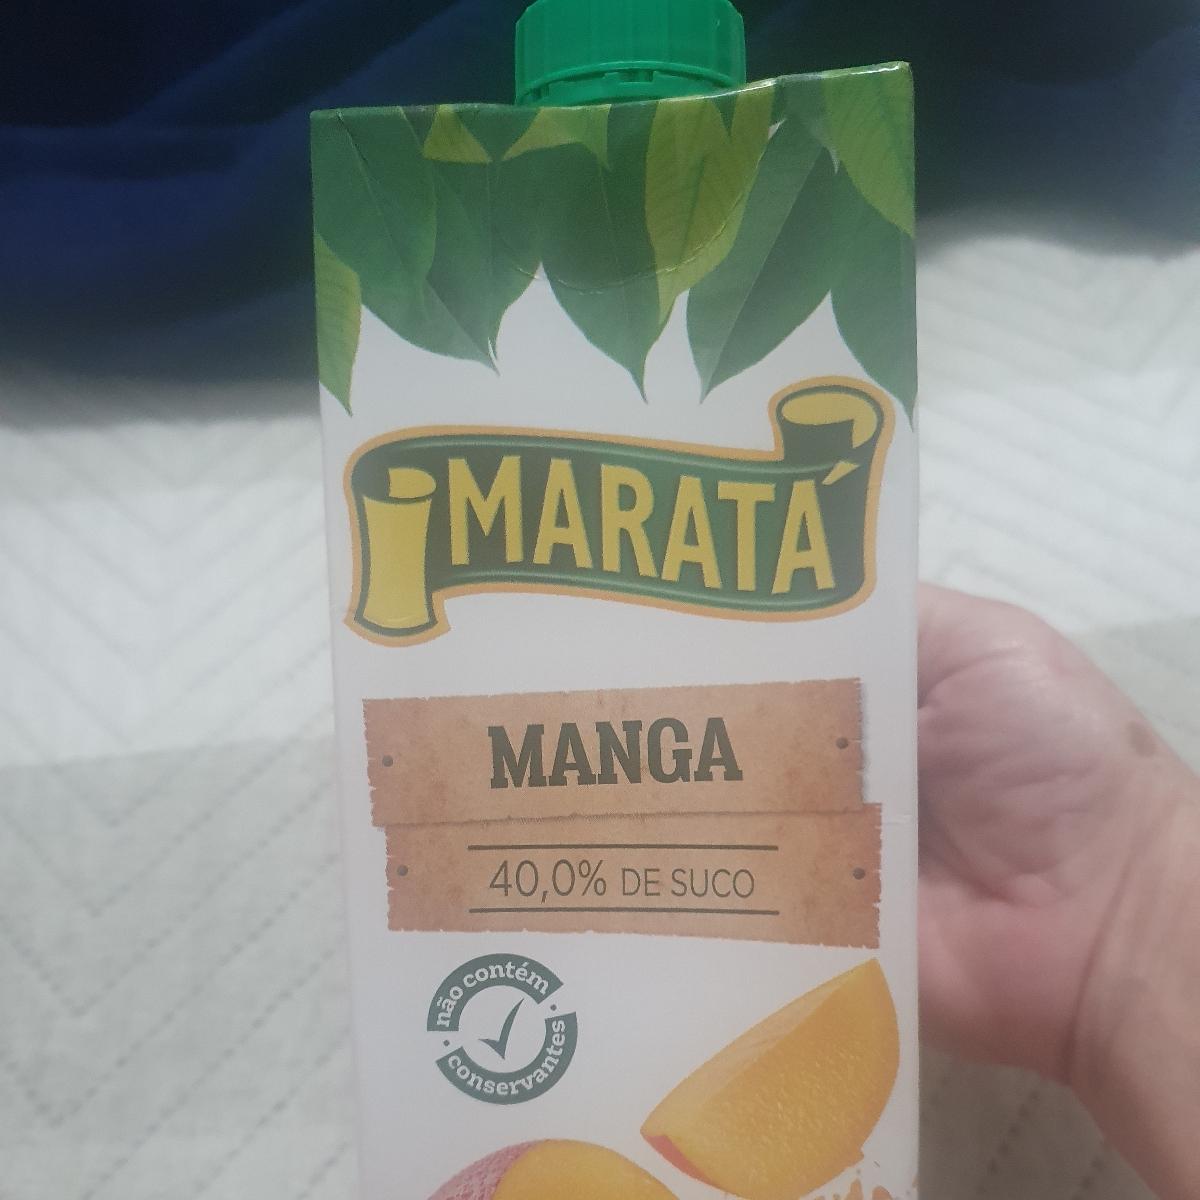 MARATÁ
MANGA
40,0% DE SUCO
não contém
conservantes